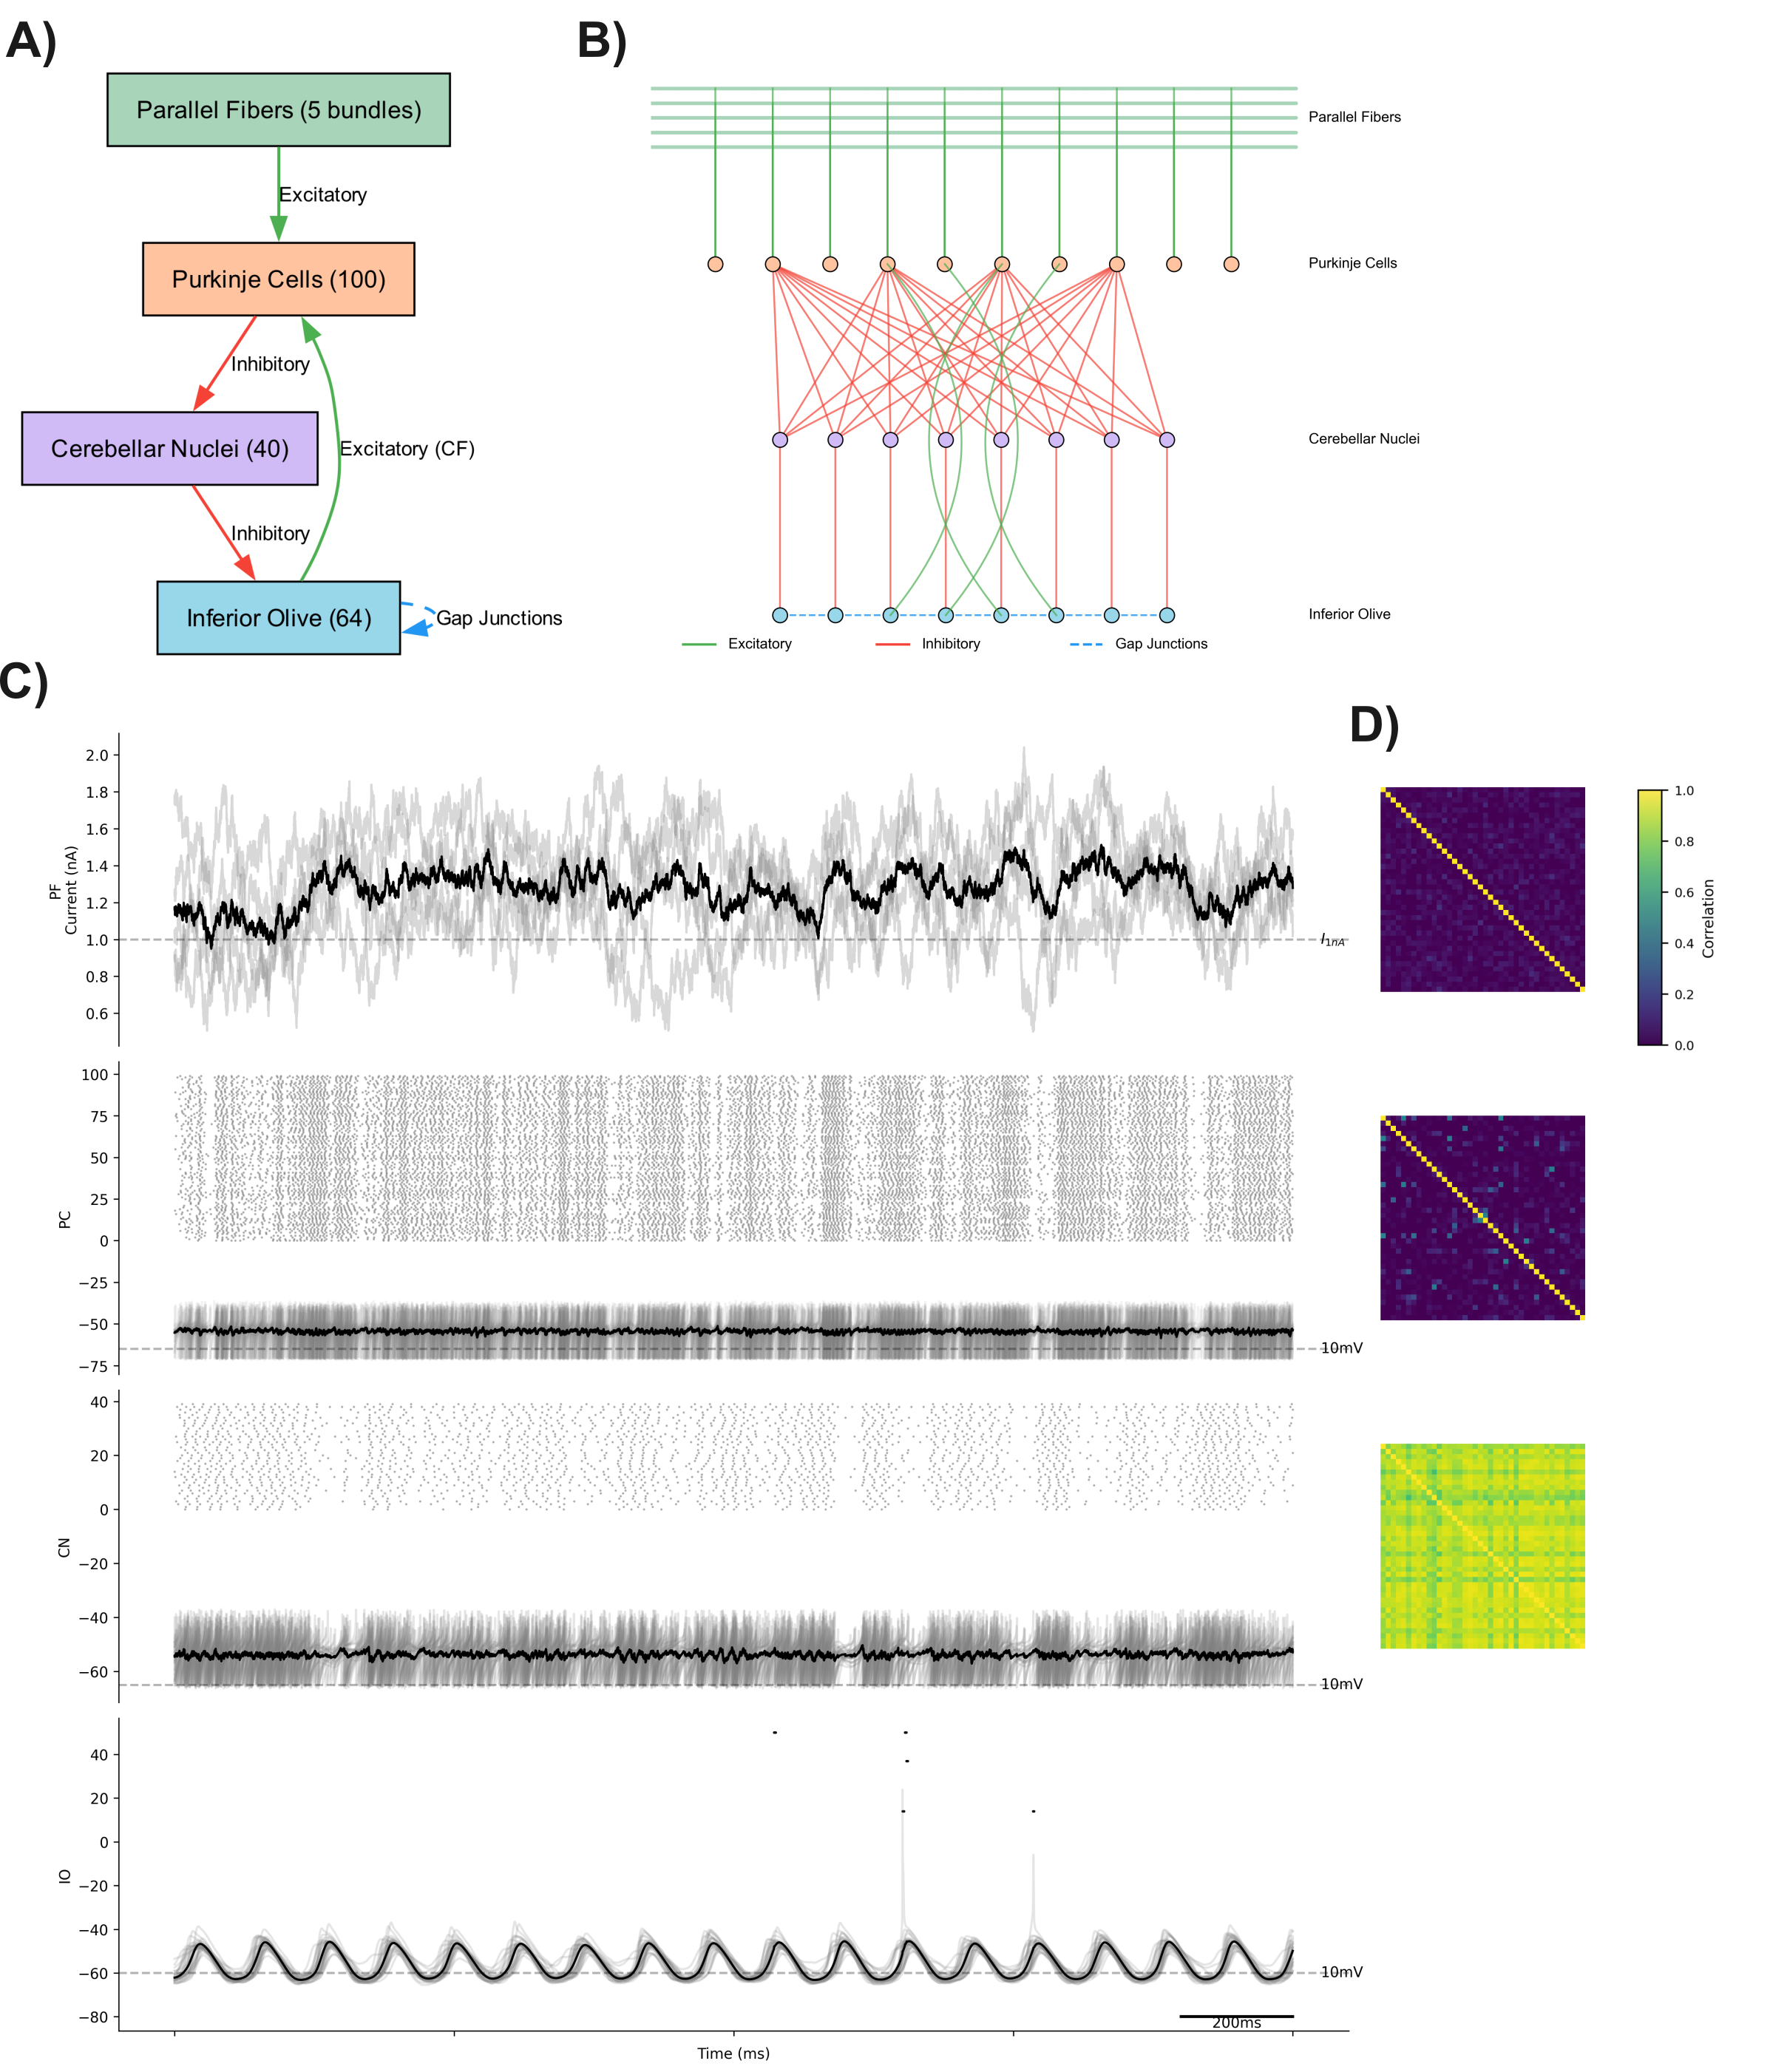 A)
Parallel Fibers (5 bundles)
Excitatory
Purkinje Cells (100)
Inhibitory
Cerebellar Nuclei (40)
Excitatory (CF)
Inhibitory
Inferior Olive (64)
Gap Junctions
B)
Parallel Fibers
Purkinje Cells
Cerebellar Nuclei
Inferior Olive
Excitatory
Inhibitory
Gap Junctions
C)
PF
Current (nA)
2.0
1.8
1.6
1.4
1.2
1.0
0.8
0.6
I1nA
PC
100
75
50
25
0
−25
−50
−75
10mV
CN
40
20
0
−20
−40
−60
10mV
IO
40
20
0
−20
−40
−60
−80
10mV
200ms
Time (ms)
D)
1.0
0.8
0.6
0.4
0.2
0.0
Correlation